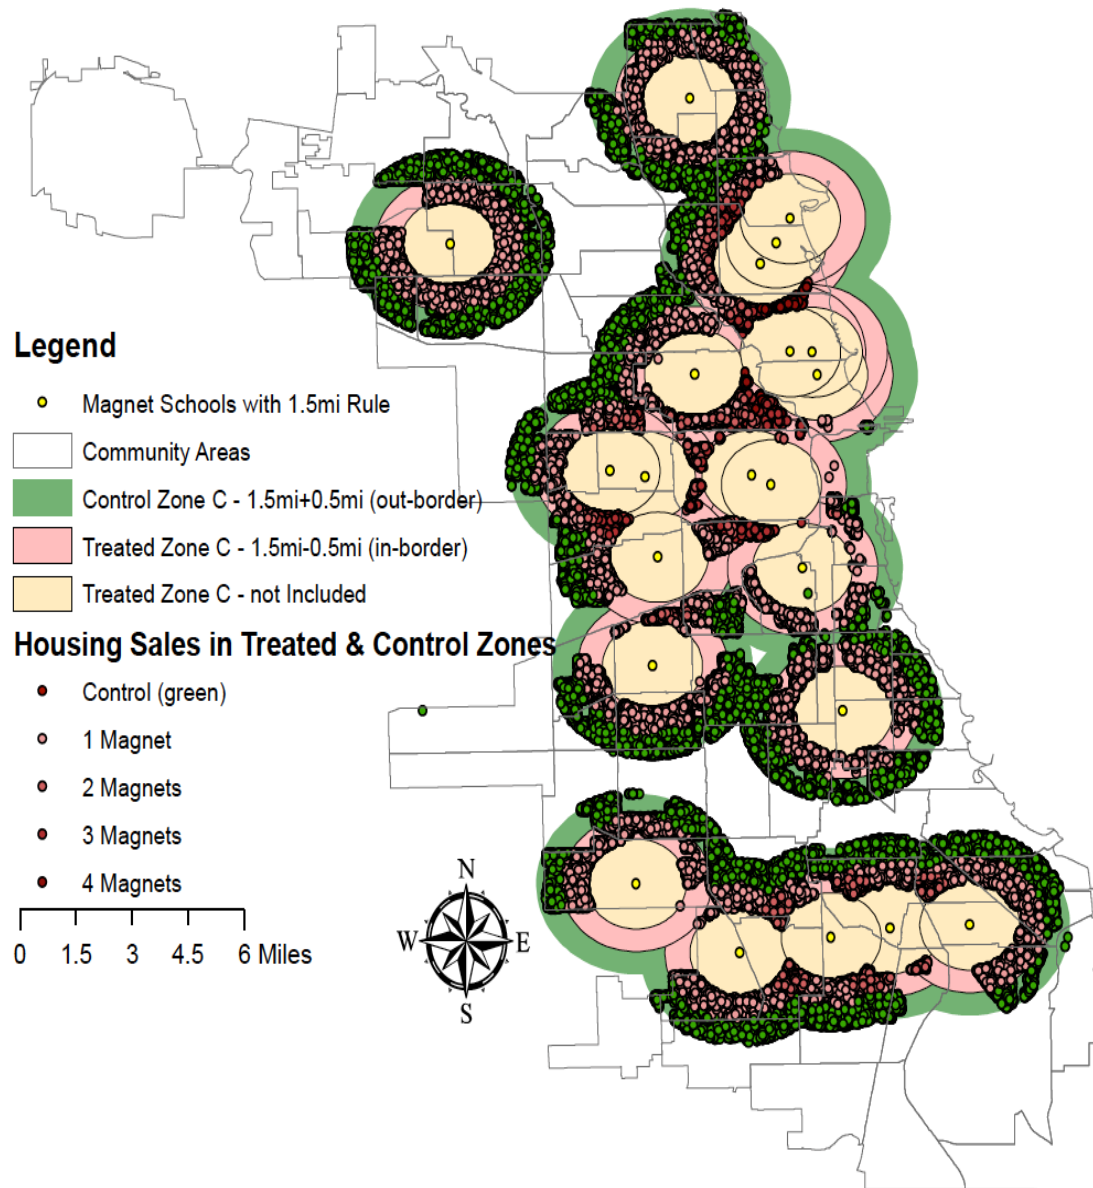 Legend
Magnet Schools with 1.5mi Rule
Community Areas
Control Zone C - 1.5mi+0.5mi (out-border)
Treated Zone C - 1.5mi-0.5mi (in-border)
Treated Zone C - not Included
Housing Sales in Treated & Control Zones
Control (green)
1 Magnet
2 Magnets
3 Magnets
4 Magnets
0 1.5 3 4.5 6 Miles
N
W E
S